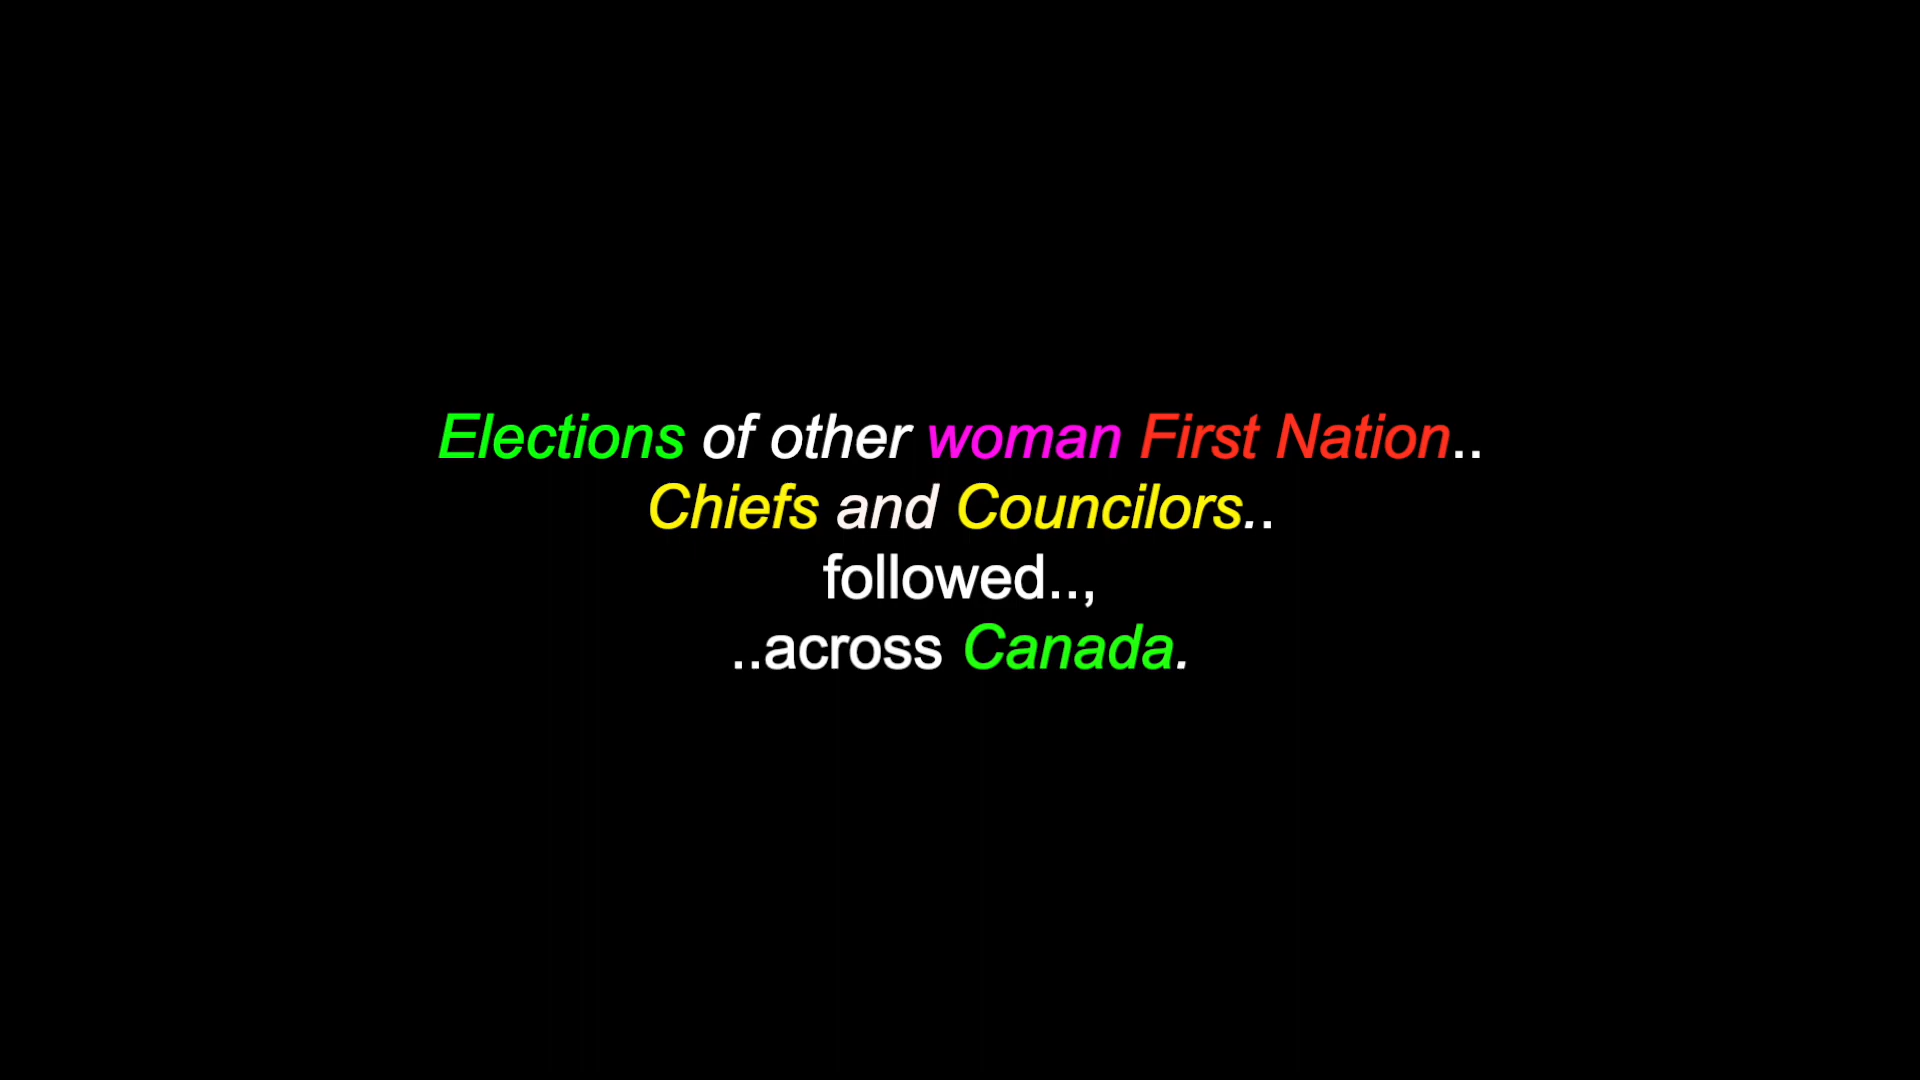 Elections of other woman First Nation..
Chiefs and Councilors..
followed..,
..across Canada.